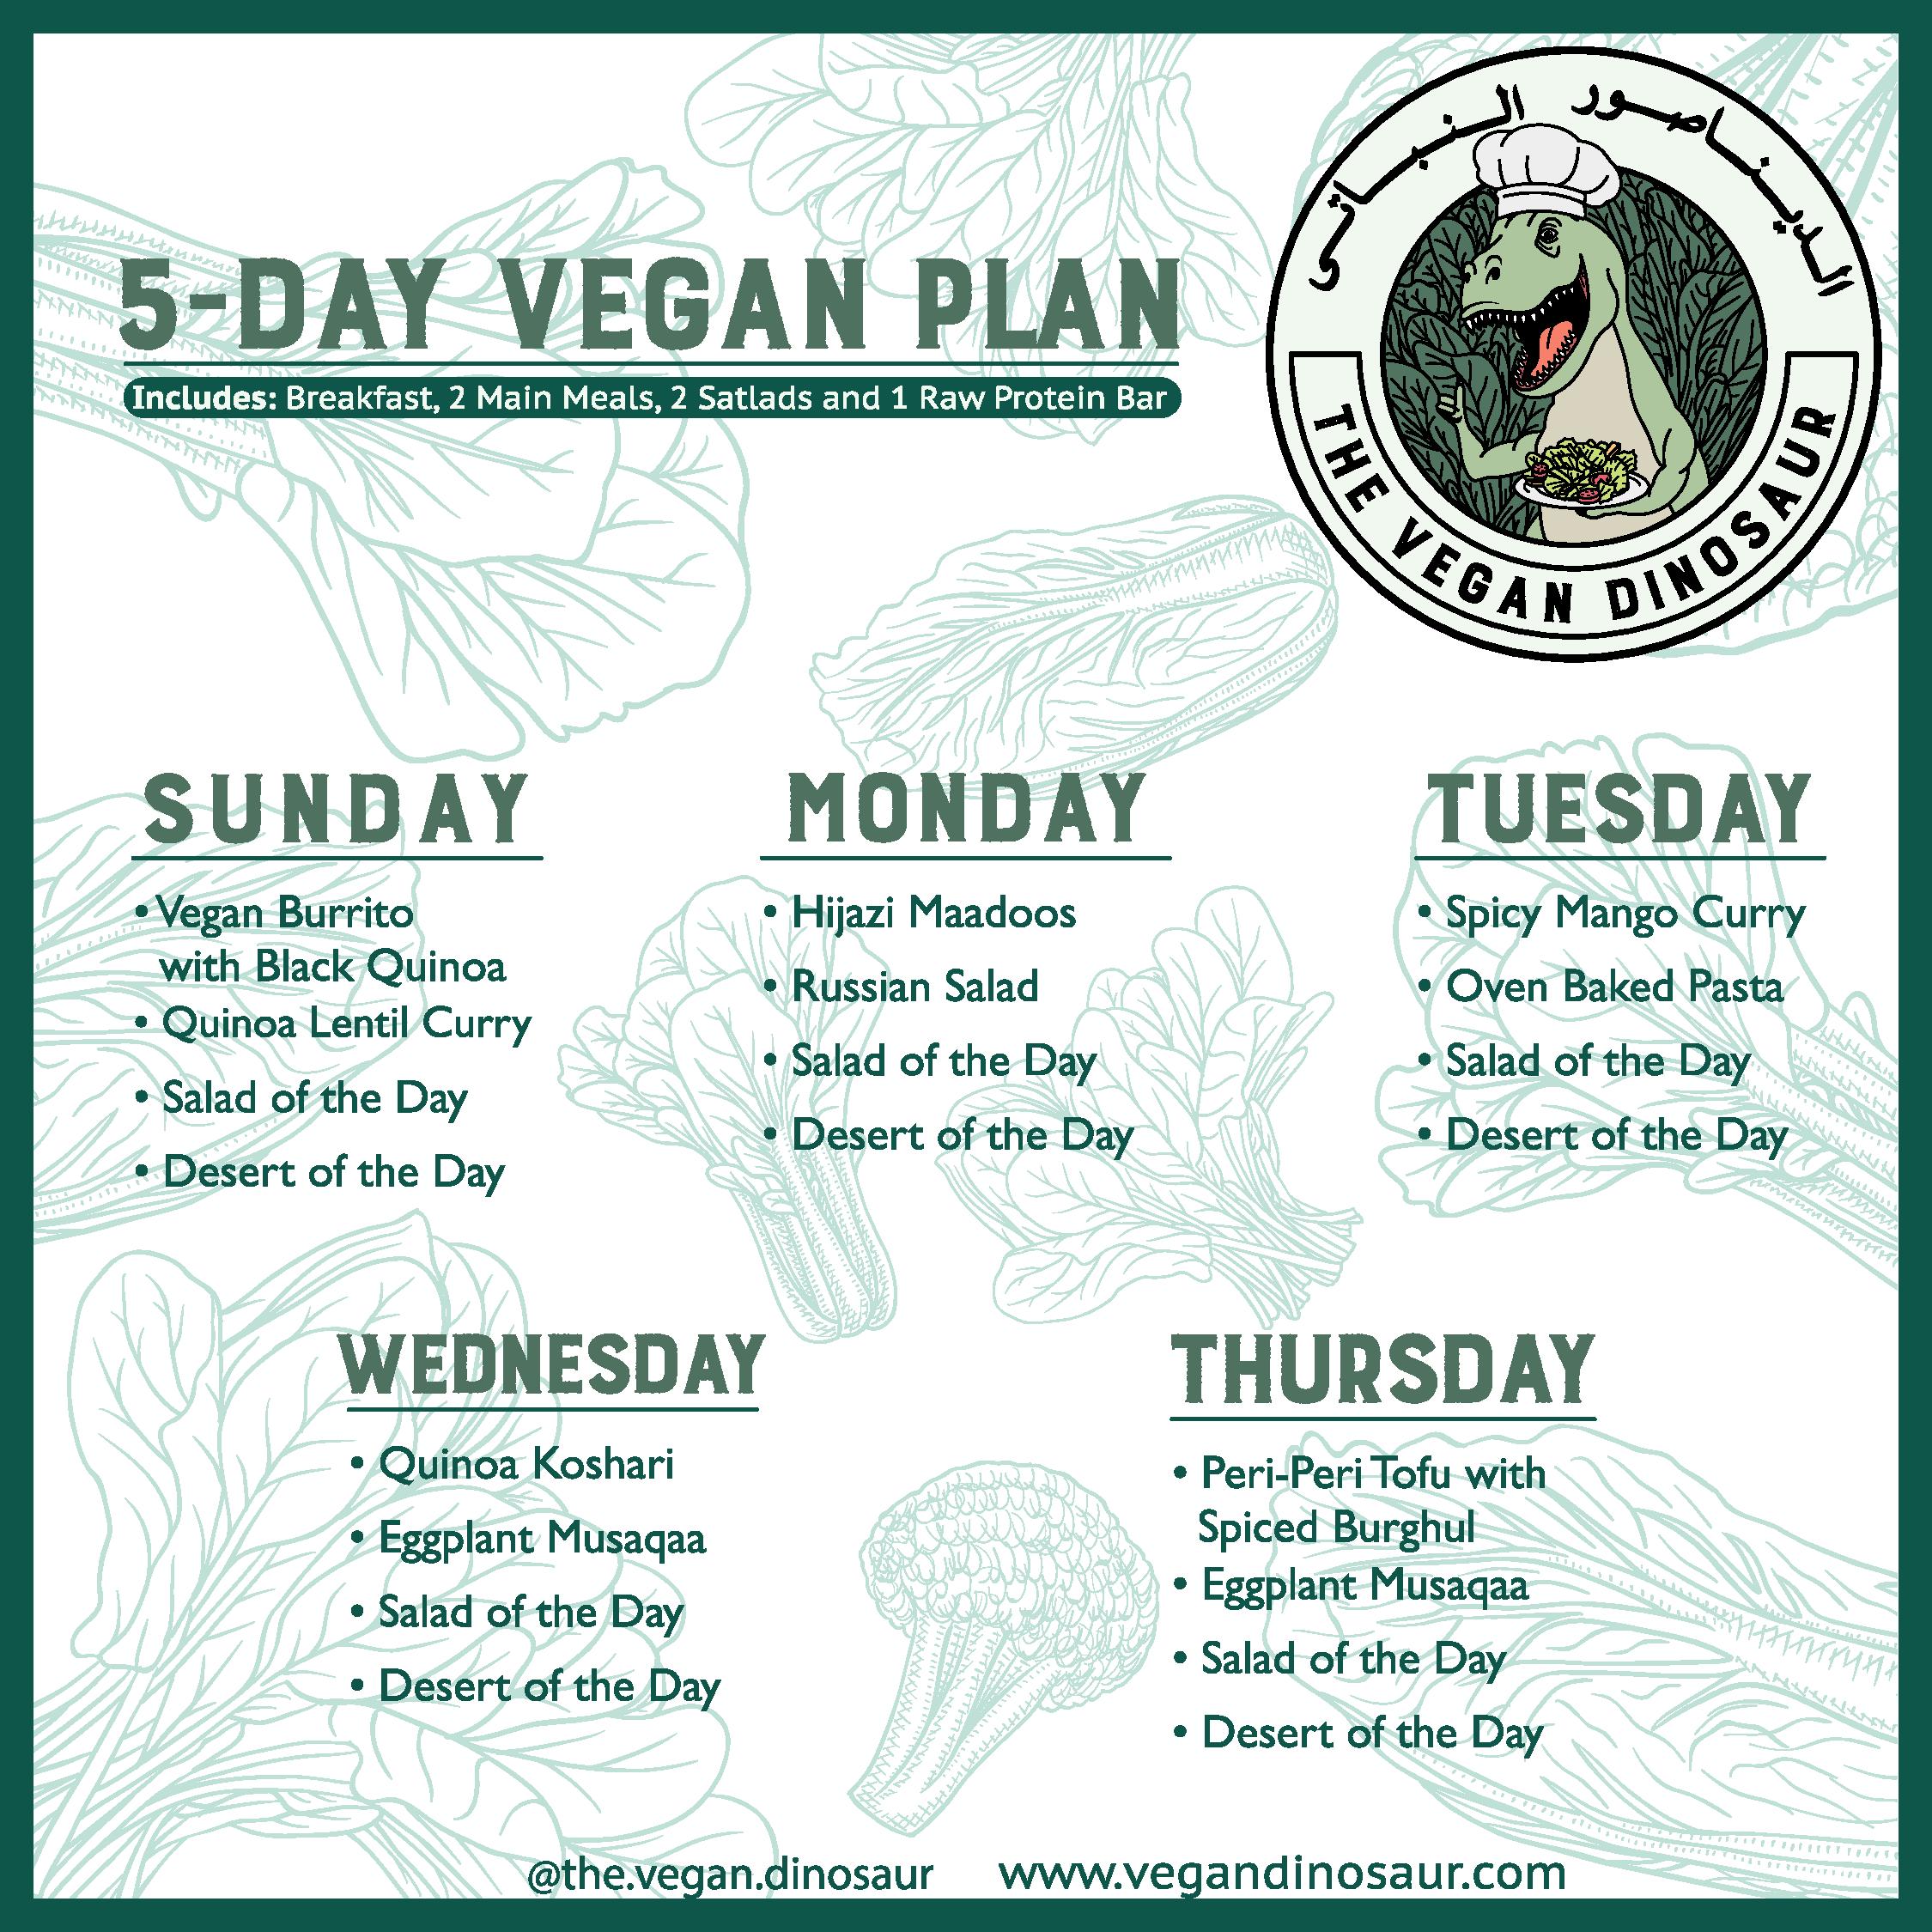 الديناصور النباتي
THE VEGAN DINOSAUR
5-DAY VEGAN PLAN
Includes: Breakfast, 2 Main Meals, 2 Satlads and 1 Raw Protein Bar
SUNDAY
• Vegan Burrito
with Black Quinoa
• Quinoa Lentil Curry
• Salad of the Day
• Desert of the Day
MONDAY
• Hijazi Maadoos
• Russian Salad
• Salad of the Day
• Desert of the Day
TUESDAY
• Spicy Mango Curry
• Oven Baked Pasta
• Salad of the Day
• Desert of the Day
WEDNESDAY
• Quinoa Koshari
• Eggplant Musaqaa
• Salad of the Day
• Desert of the Day
THURSDAY
• Peri-Peri Tofu with
Spiced Burghul
• Eggplant Musaqaa
• Salad of the Day
• Desert of the Day
@the.vegan.dinosaur
www.vegandinosaur.com